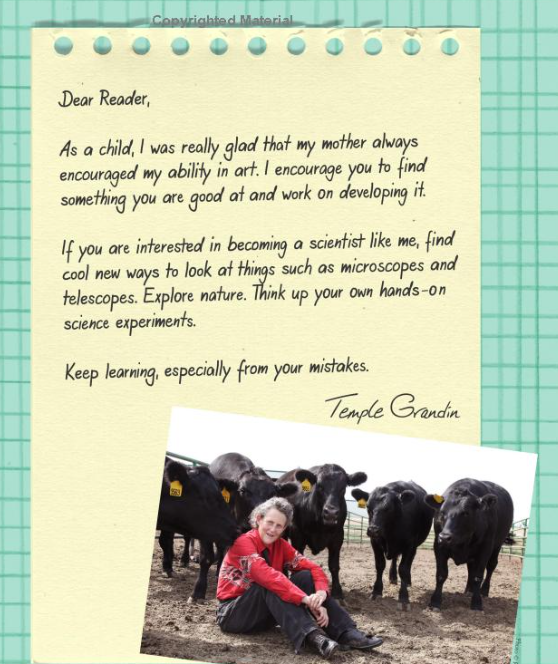 Copyrighted Material
Dear Reader,
As a child, I was really glad that my mother always
encouraged my ability in art. I encourage you to find
something you are good at and work on developing it.
If you are interested in becoming a scientist like me, find
cool new ways to look at things such as microscopes and
telescopes. Explore nature. Think up your own hands-on
science experiments.
Keep learning, especially from your mistakes.
Temple Grandin